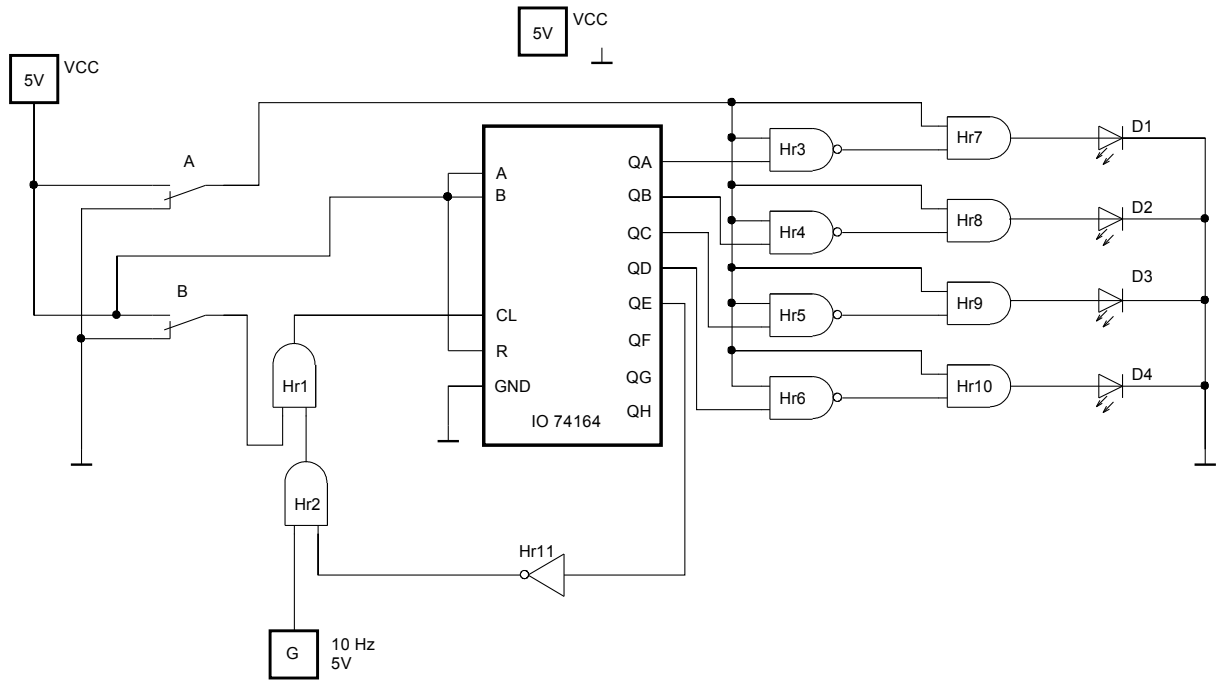 5V
VCC
5V
VCC
A
B
A
B
CL
R
GND
QA
QB
QC
QD
QE
QF
QG
QH
IO 74164
Hr1
Hr2
Hr3
Hr4
Hr5
Hr6
Hr7
Hr8
Hr9
Hr10
D1
D2
D3
D4
Hr11
G
10 Hz
5V